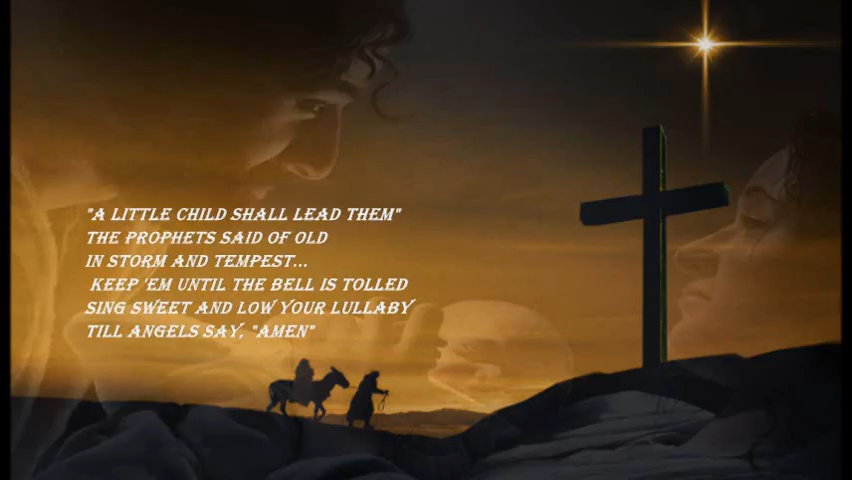 "A LITTLE CHILD SHALL LEAD THEM"
THE PROPHETS SAID OF OLD
IN STORM AND TEMPEST...
KEEP 'EM UNTIL THE BELL IS TOLLED
SING SWEET AND LOW YOUR LULLABY
TILL ANGELS SAY, "AMEN"